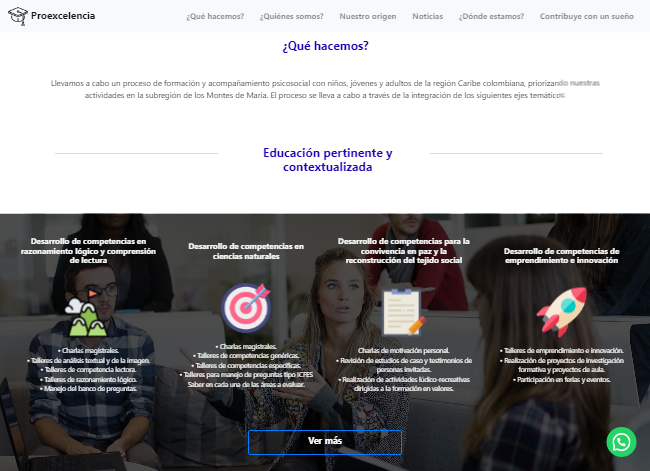 Proexcelencia
¿Qué hacemos? ¿Quiénes somos? Nuestro origen Noticias ¿Dónde estamos? Contribuye con un sueño
¿Qué hacemos?
Llevamos a cabo un proceso de formación y acompañamiento psicosocial con niños, jóvenes y adultos de la región Caribe colombiana, priorizando nuestras
actividades en la subregión de los Montes de María. El proceso se lleva a cabo a través de la integración de los siguientes ejes temáticos:
Educación pertinente y
contextualizada
Desarrollo de competencias en
razonamiento lógico y comprensión
de lectura
• Charlas magistrales.
• Talleres de análisis textual y de la imagen.
• Talleres de competencia lectora.
• Talleres de razonamiento lógico.
• Manejo del banco de preguntas.
Desarrollo de competencias en
ciencias naturales
• Charlas magistrales.
• Talleres de competencias genéricas.
• Talleres de competencias específicas.
• Talleres para manejo de preguntas tipo ICFES
Saber en cada una de las áreas a evaluar.
Desarrollo de competencias para la
convivencia en paz y la
reconstrucción del tejido social
Charlas de motivación personal.
• Revisión de estudios de caso y testimonios de
personas invitadas.
• Realización de actividades lúdico-recreativas
dirigidas a la formación en valores.
Desarrollo de competencias de
emprendimiento e innovación
• Talleres de emprendimiento e innovación.
• Realización de proyectos de investigación
formativa y proyectos de aula.
• Participación en ferias y eventos.
Ver más